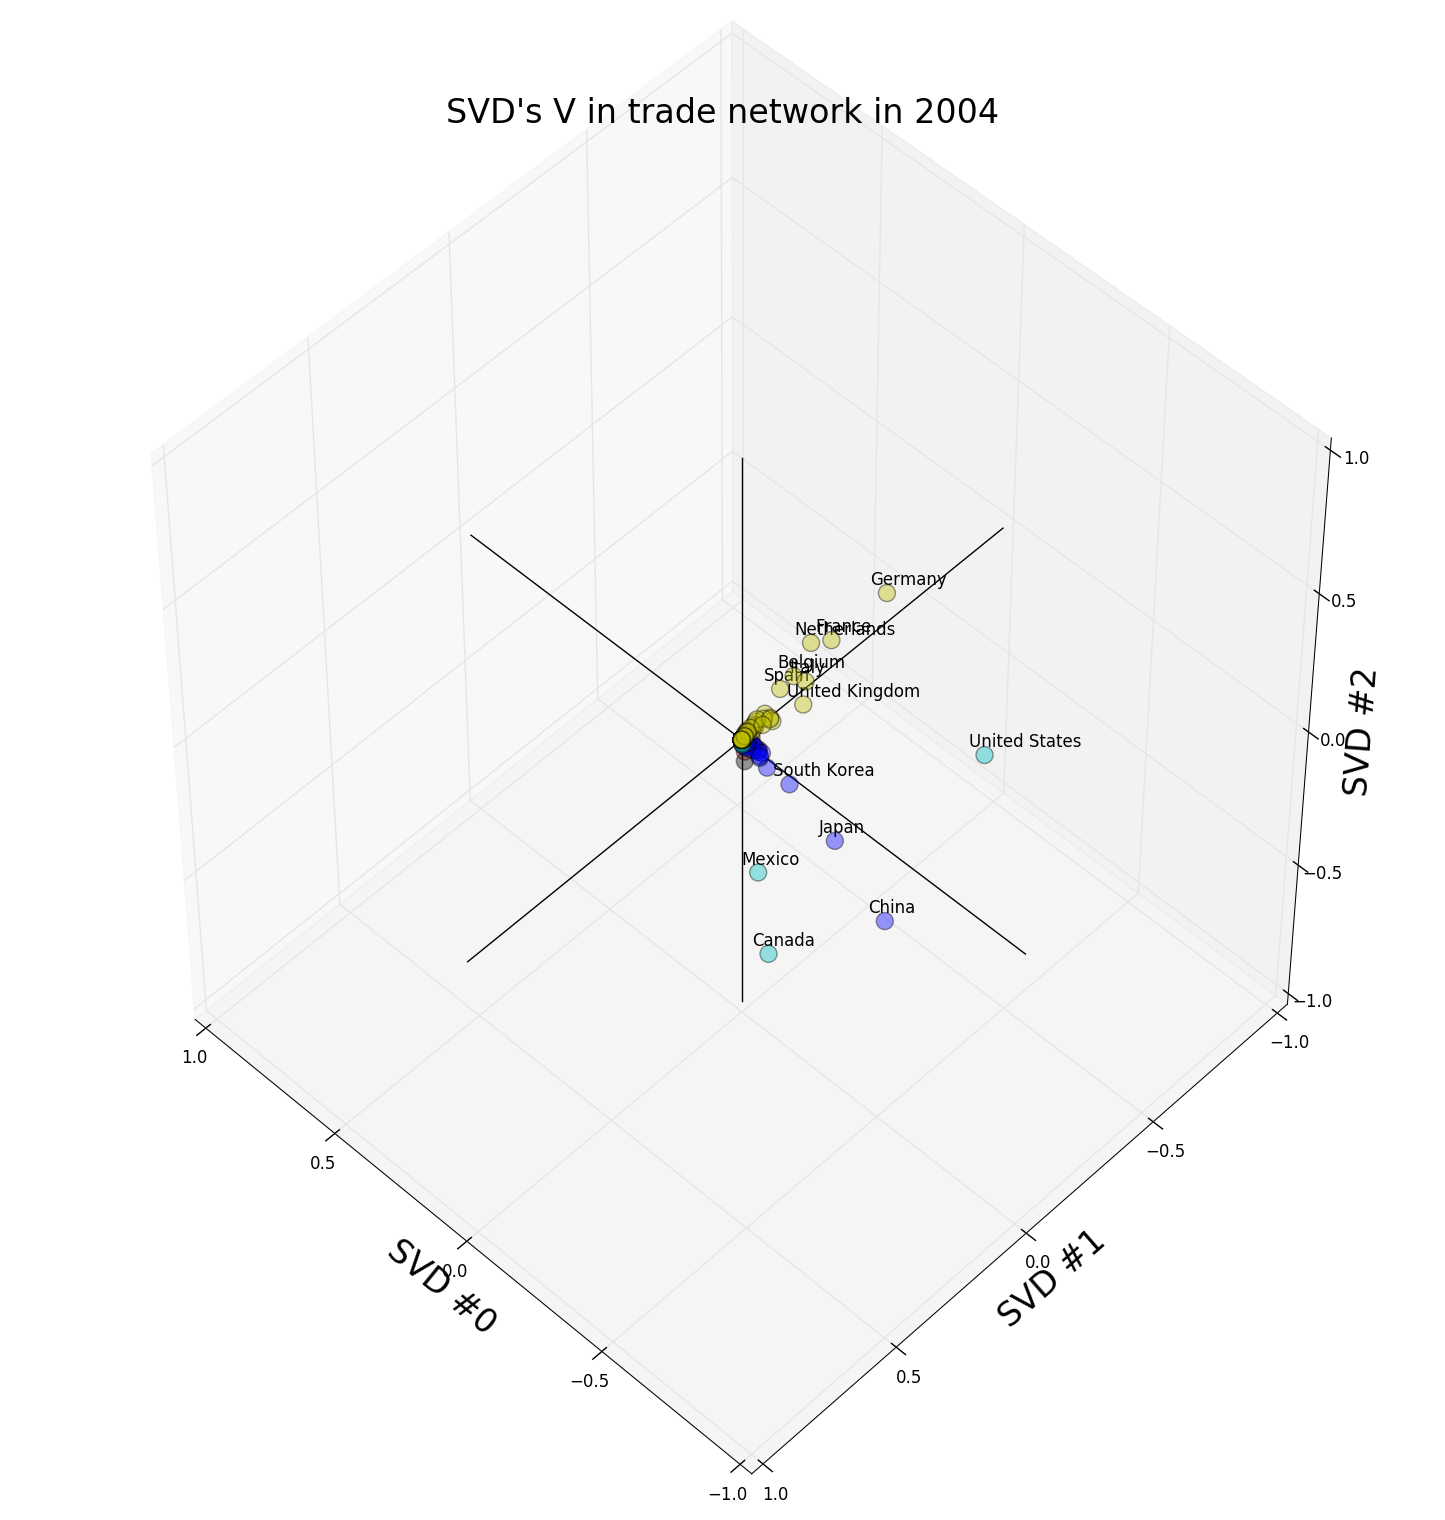 SVD's V in trade network in 2004
Germany
France
Netherlands
Belgium
Italy
Spain
United Kingdom
United States
South Korea
Japan
Mexico
China
Canada
1.0
0.5
0.0
−0.5
−1.0
SVD #2
1.0
0.5
0.0
−0.5
−1.0
SVD #0
−1.0
−0.5
0.0
0.5
1.0
SVD #1